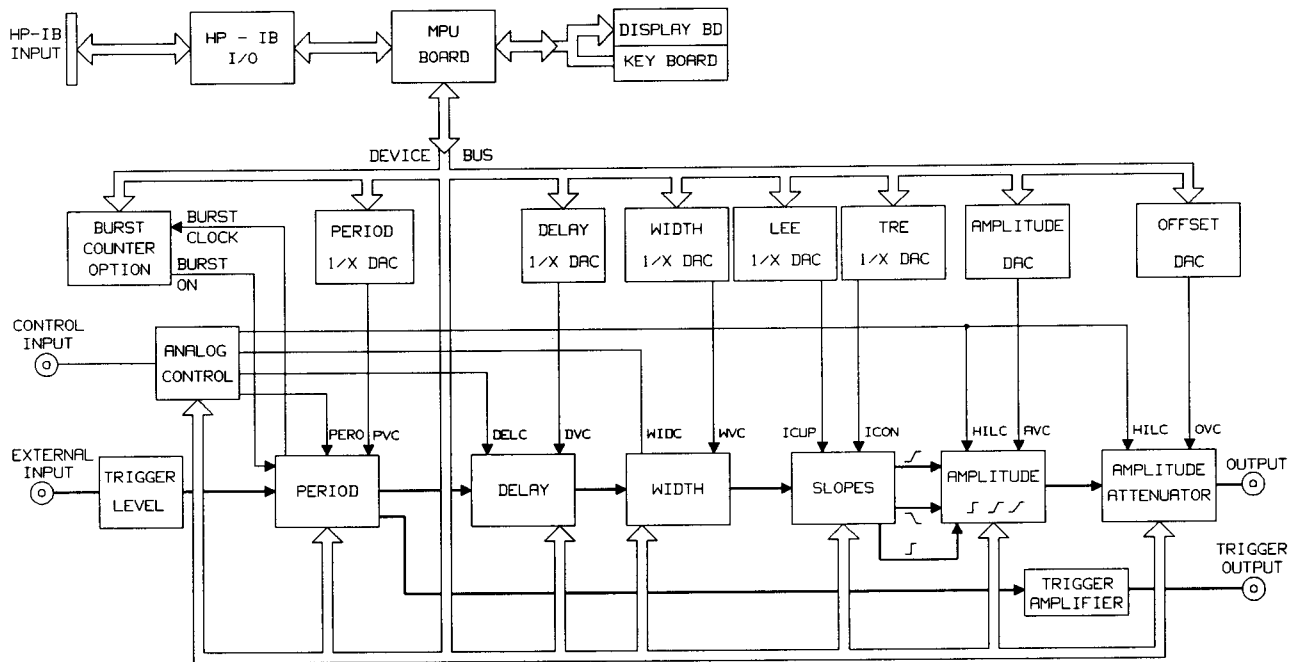 HP-IB
INPUT
HP - IB
I/O
MPU
BOARD
DISPLAY BD
KEY BOARD
DEVICE BUS
BURST
COUNTER
OPTION
BURST
CLOCK
BURST
ON
PERIOD
1/X DAC
DELAY
1/X DAC
WIDTH
1/X DAC
LEE
1/X DAC
TRE
1/X DAC
AMPLITUDE
DAC
OFFSET
DAC
CONTROL
INPUT
ANALOG
CONTROL
PERO
PVC
DELC
DVC
WIDC
WVC
ICUP
ICON
HILC
AVC
HILC
OVC
EXTERNAL
INPUT
TRIGGER
LEVEL
PERIOD
DELAY
WIDTH
SLOPES
AMPLITUDE
AMPLITUDE
ATTENUATOR
OUTPUT
TRIGGER
AMPLIFIER
TRIGGER
OUTPUT